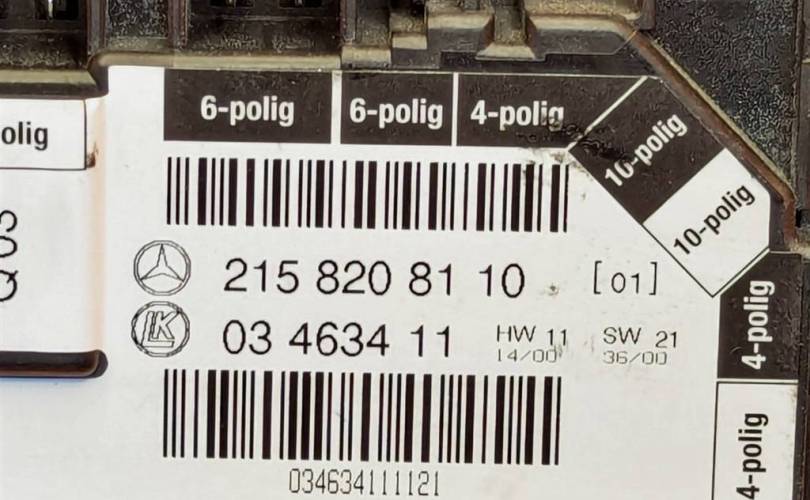 6-polig 6-polig 4-polig
10-polig
10-polig
olig
215 820 81 10 [01]
LK
03 4634 11 HW 11 SW 21
14/00 36/00
4-polig
4-polig
034634111121